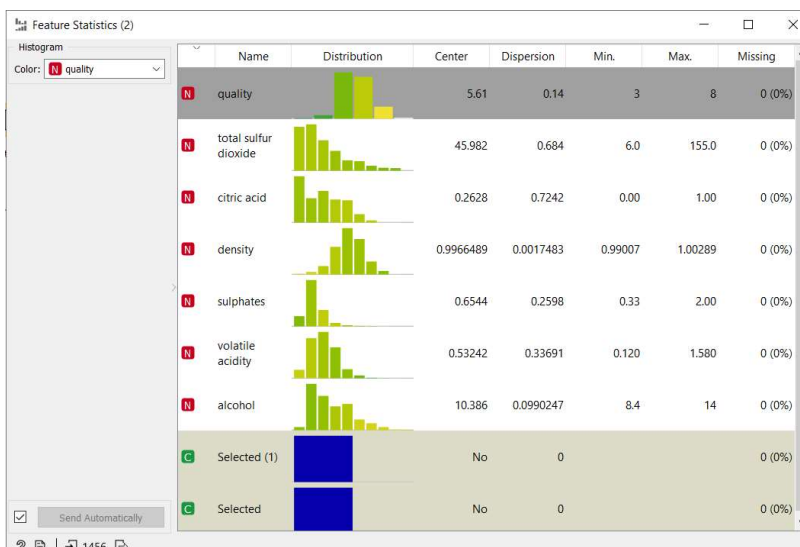 Feature Statistics (2)
Histogram
Color: N quality
Name Distribution Center Dispersion Min. Max. Missing
N quality 5.61 0.14 3 8 0 (0%)
N total sulfur dioxide 45.982 0.684 6.0 155.0 0 (0%)
N citric acid 0.2628 0.7242 0.00 1.00 0 (0%)
N density 0.9966489 0.0017483 0.99007 1.00289 0 (0%)
N sulphates 0.6544 0.2598 0.33 2.00 0 (0%)
N volatile acidity 0.53242 0.33691 0.120 1.580 0 (0%)
N alcohol 10.386 0.0990247 8.4 14 0 (0%)
C Selected (1) No 0 0 (0%)
C Selected No 0 0 (0%)
Send Automatically
? 1456